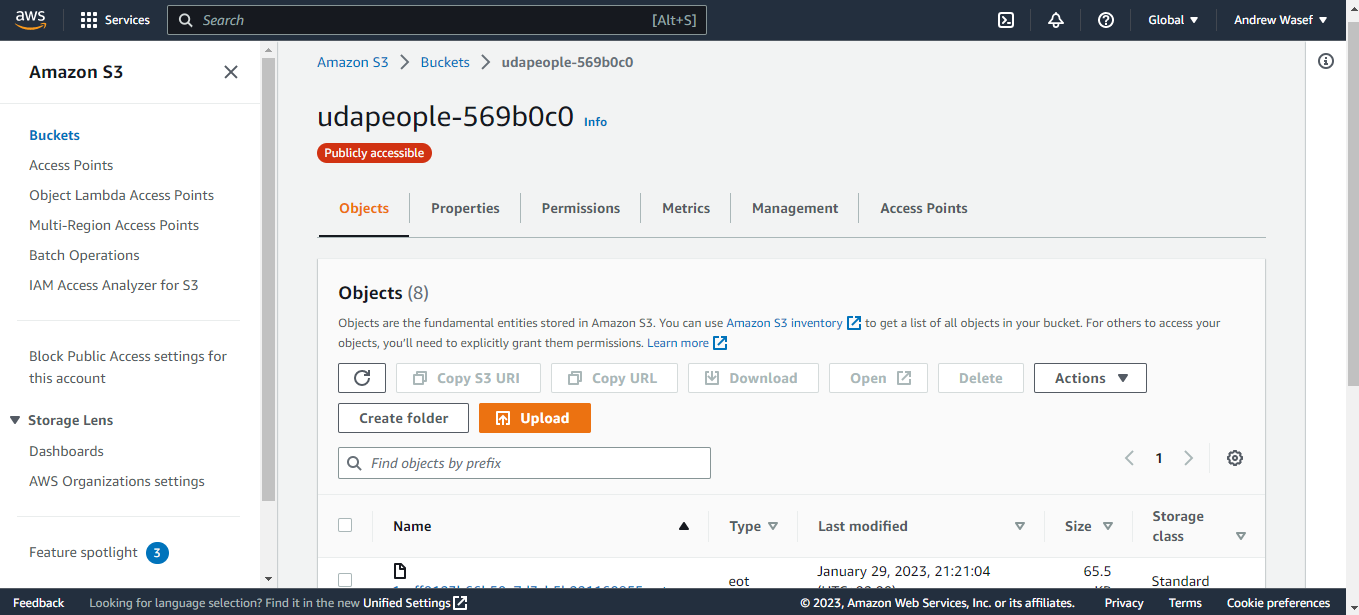 aws
Services
Search [Alt+S]
Global ▼
Andrew Wasef ▼
Amazon S3
Buckets
Access Points
Object Lambda Access Points
Multi-Region Access Points
Batch Operations
IAM Access Analyzer for S3
Block Public Access settings for
this account
▼ Storage Lens
Dashboards
AWS Organizations settings
Feature spotlight 3
Amazon S3 > Buckets > udapeople-569b0c0
udapeople-569b0c0 Info
Publicly accessible
Objects Properties Permissions Metrics Management Access Points
Objects (8)
Objects are the fundamental entities stored in Amazon S3. You can use Amazon S3 inventory to get a list of all objects in your bucket. For others to access your
objects, you'll need to explicitly grant them permissions. Learn more
Copy S3 URI Copy URL Download Open Delete Actions ▼
Create folder Upload
Find objects by prefix
1
Name ▲ Type Last modified Size Storage
class
eot January 29, 2023, 21:21:04 65.5 Standard
Feedback Looking for language selection? Find it in the new Unified Settings © 2023, Amazon Web Services, Inc. or its affiliates. Privacy Terms Cookie preferences